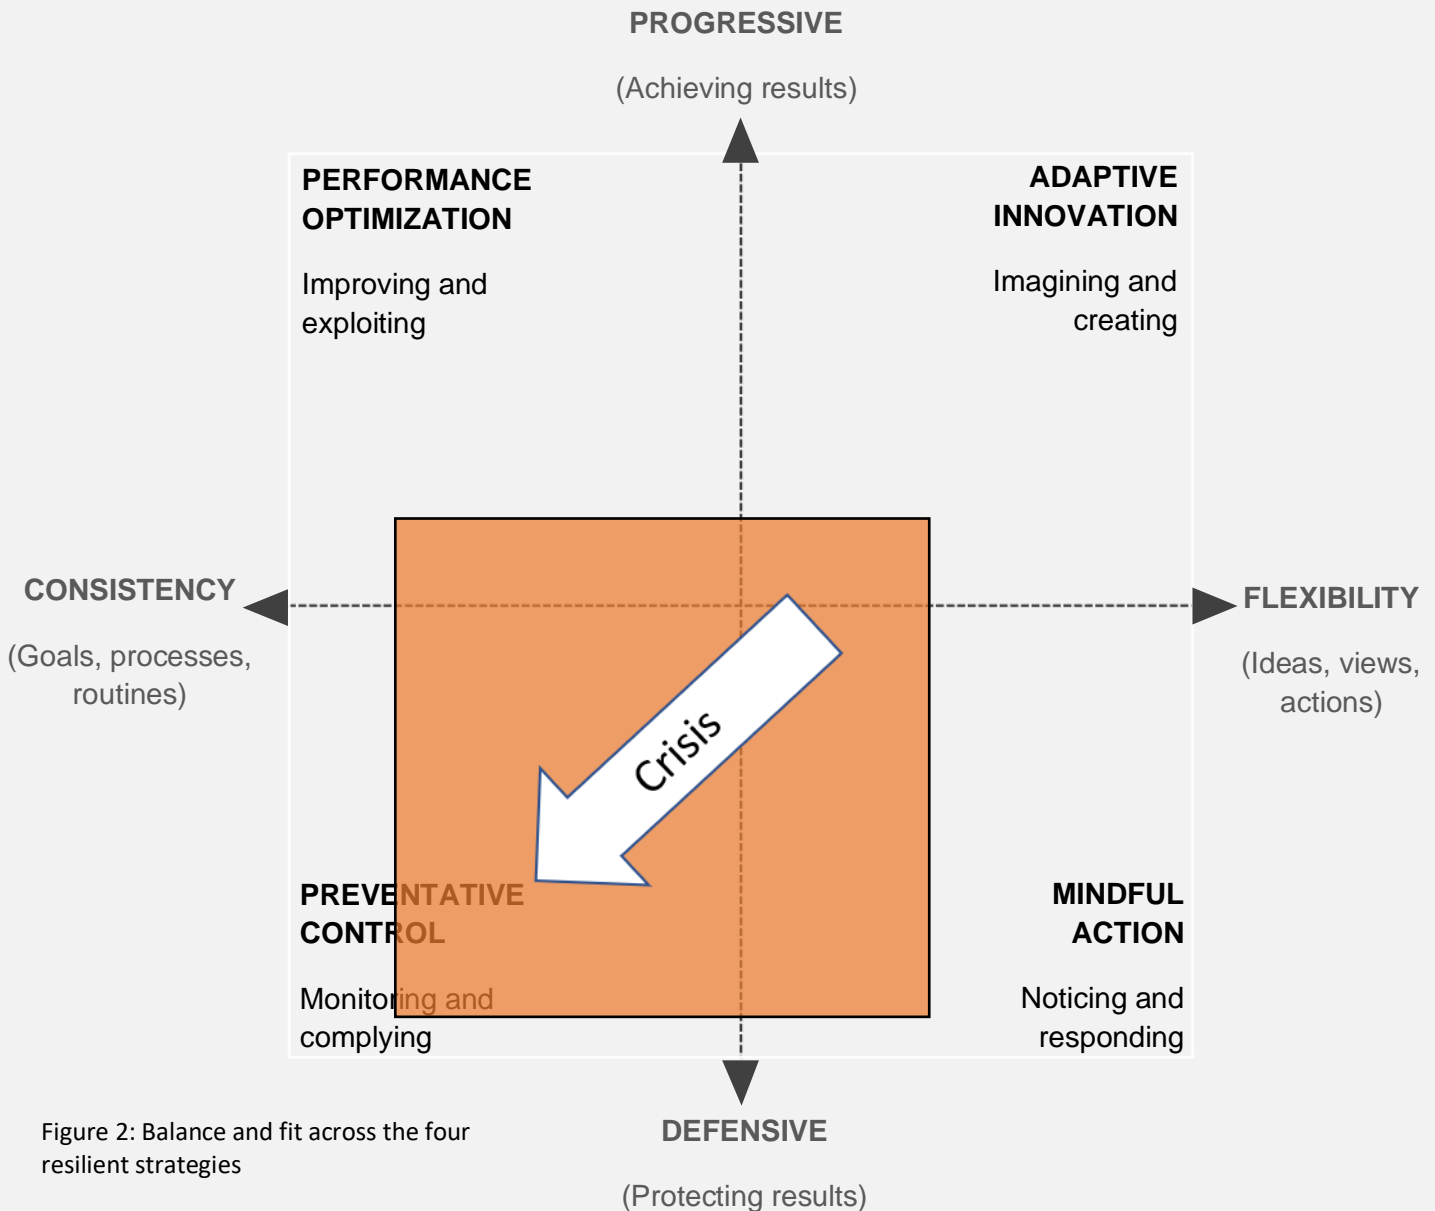 PROGRESSIVE
(Achieving results)
PERFORMANCE
OPTIMIZATION
Improving and
exploiting
ADAPTIVE
INNOVATION
Imagining and
creating
CONSISTENCY
(Goals, processes,
routines)
FLEXIBILITY
(Ideas, views,
actions)
Crisis
PREVENTATIVE
CONTROL
Monitoring and
complying
MINDFUL
ACTION
Noticing and
responding
DEFENSIVE
(Protecting results)
Figure 2: Balance and fit across the four
resilient strategies